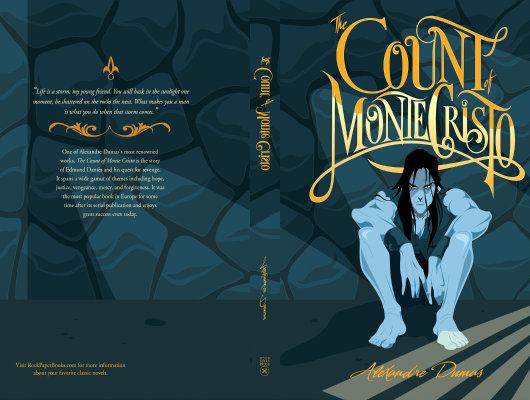 "Life is a storm, my young friend. You will bask in the sunlight one
moment, be shattered on the rocks the next. What makes you a man
is what you do when that storm comes."
One of Alexandre Dumas's most renowned
works, The Count of Monte Cristo is the story
of Edmond Dantès and his quest for revenge.
It spans a wide gamut of themes including hope,
justice, vengeance, mercy, and forgiveness. It was
the most popular book in Europe for some
time after its serial publication and enjoys
great success even today.
Visit RockPaperBooks.com for more information
about your favorite classic novels.
The Count of Monte Cristo
Alexandre Dumas
The
COUNT
of
MONTE CRISTO
Alexandre Dumas